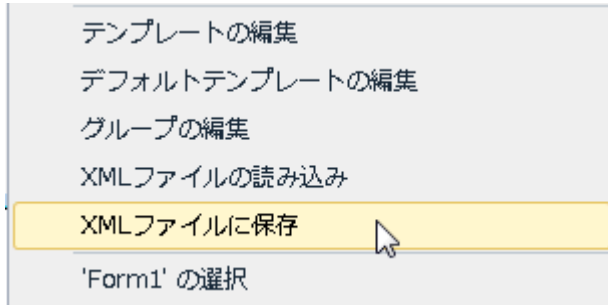 テンプレートの編集
デフォルトテンプレートの編集
グループの編集
XMLファイルの読み込み
XMLファイルに保存
'Form1' の選択